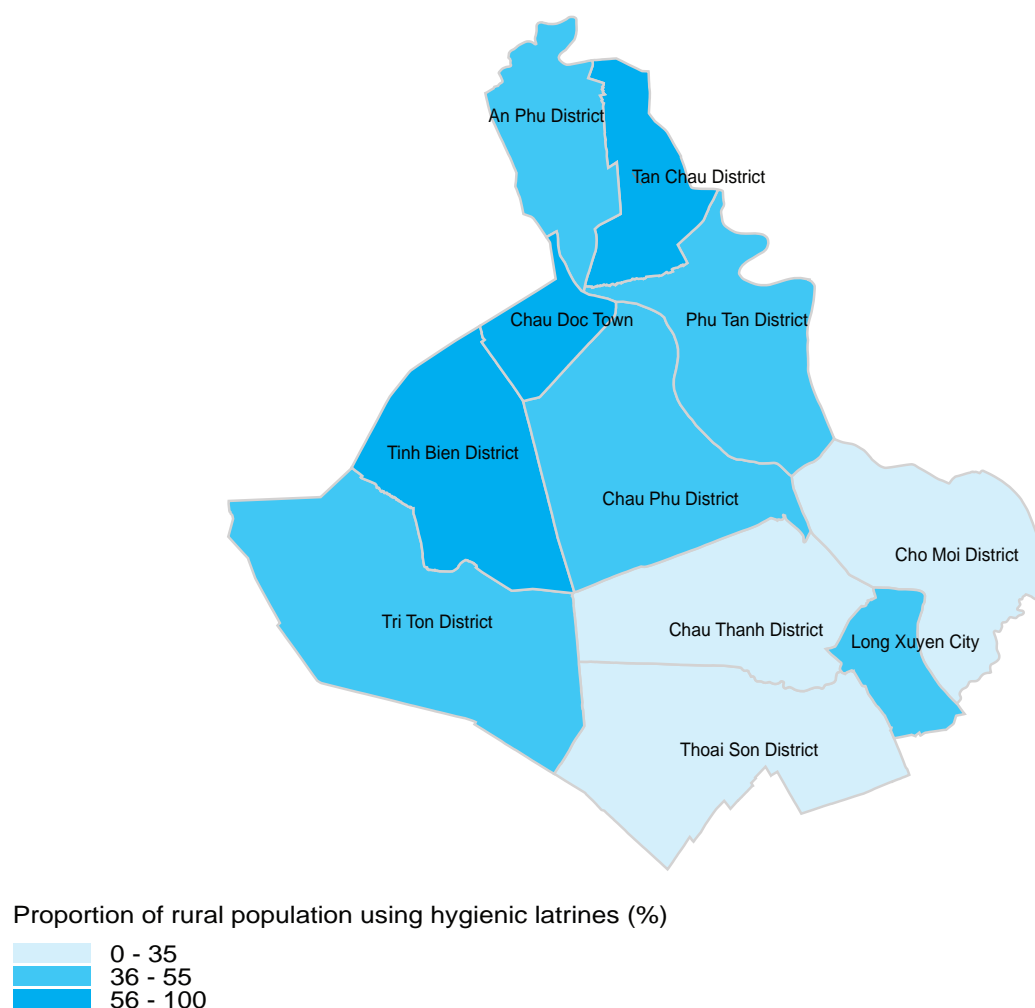 An Phu District
Tan Chau District
Chau Doc Town
Phu Tan District
Tinh Bien District
Chau Phu District
Cho Moi District
Tri Ton District
Chau Thanh District
Long Xuyen City
Thoai Son District
Proportion of rural population using hygienic latrines (%)
0 - 35
36 - 55
56 - 100